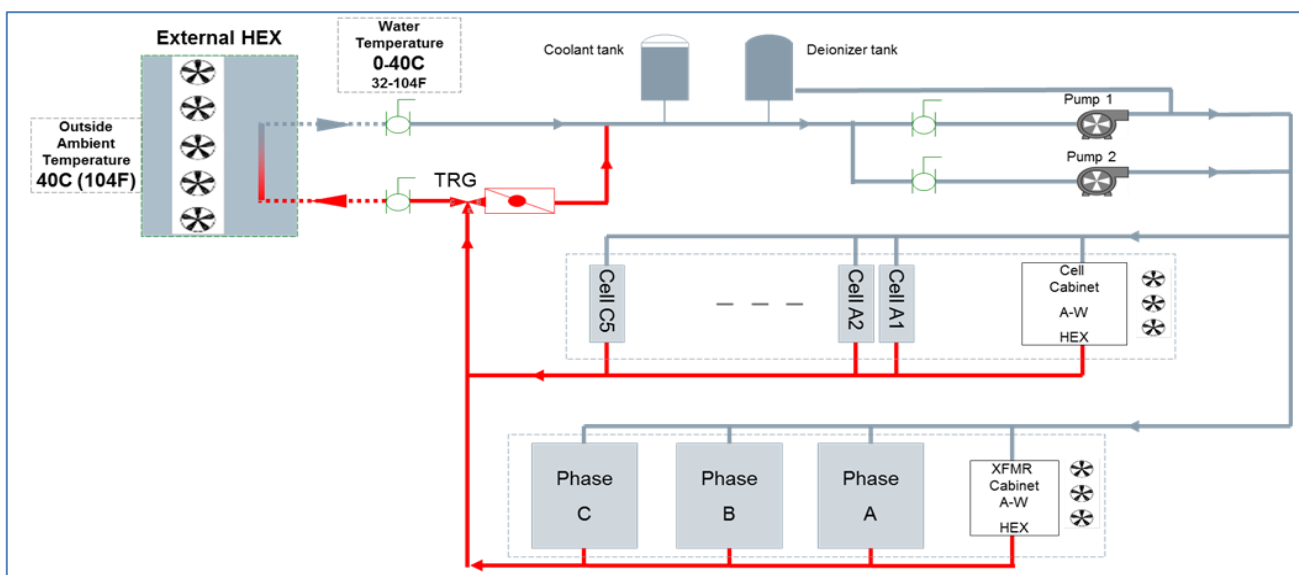 External HEX
Water
Temperature
0-40C
32-104F
Coolant tank
Deionizer tank
Pump 1
Outside
Ambient
Temperature
40C (104F)
TRG
Pump 2
Cell C5
Cell A2
Cell A1
Cell
Cabinet
A-W
HEX
Phase
C
Phase
B
Phase
A
XFMR
Cabinet
A-W
HEX